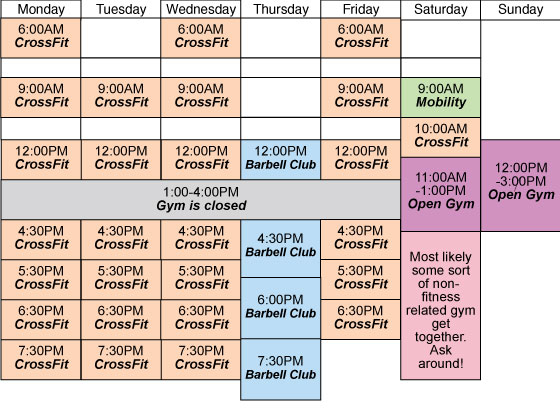 Monday Tuesday Wednesday Thursday Friday Saturday Sunday
6:00AM 6:00AM 6:00AM
CrossFit CrossFit CrossFit
9:00AM 9:00AM 9:00AM 9:00AM 9:00AM
CrossFit CrossFit CrossFit CrossFit Mobility
10:00AM
CrossFit
12:00PM 12:00PM 12:00PM 12:00PM 12:00PM
CrossFit CrossFit CrossFit Barbell Club CrossFit
11:00AM
-1:00PM
Open Gym
12:00PM
-3:00PM
Open Gym
1:00-4:00PM
Gym is closed
4:30PM 4:30PM 4:30PM 4:30PM 4:30PM
CrossFit CrossFit CrossFit Barbell Club CrossFit
5:30PM 5:30PM 5:30PM 5:30PM
CrossFit CrossFit CrossFit CrossFit
6:00PM
Barbell Club
6:30PM 6:30PM 6:30PM 6:30PM
CrossFit CrossFit CrossFit CrossFit
7:30PM 7:30PM 7:30PM 7:30PM
CrossFit CrossFit CrossFit Barbell Club
Most likely
some sort
of non-
fitness
related gym
get
together.
Ask
around!